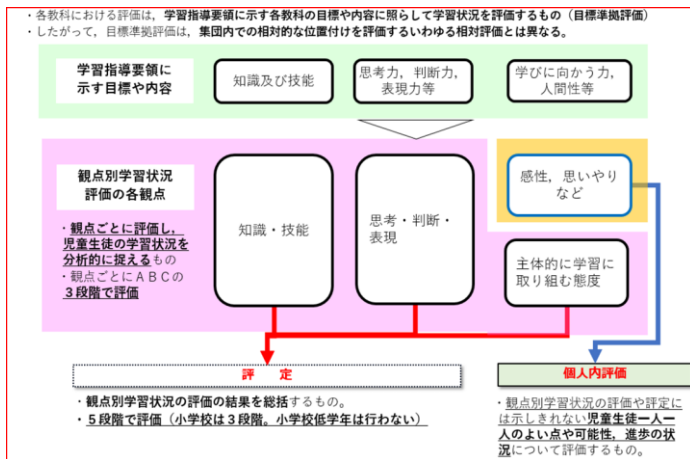 ・各教科における評価は，学習指導要領に示す各教科の目標や内容に照らして学習状況を評価するもの（目標準拠評価）
・したがって，目標準拠評価は，集団内での相対的な位置付けを評価するいわゆる相対評価とは異なる。
学習指導要領に
示す目標や内容
知識及び技能
思考力，判断力，
表現力等
学びに向かう力，
人間性等
観点別学習状況
評価の各観点
・観点ごとに評価し，
児童生徒の学習状況を
分析的に捉えるもの
・観点ごとにＡＢＣの
３段階で評価
知識・技能
思考・判断・
表現
感性，思いやり
など
主体的に学習に
取り組む態度
評 定
・観点別学習状況の評価の結果を総括するもの。
・５段階で評価（小学校は３段階。小学校低学年は行わない）
個人内評価
・観点別学習状況の評価や評定に
は示しきれない児童生徒一人一
人のよい点や可能性，進歩の状
況について評価するもの。